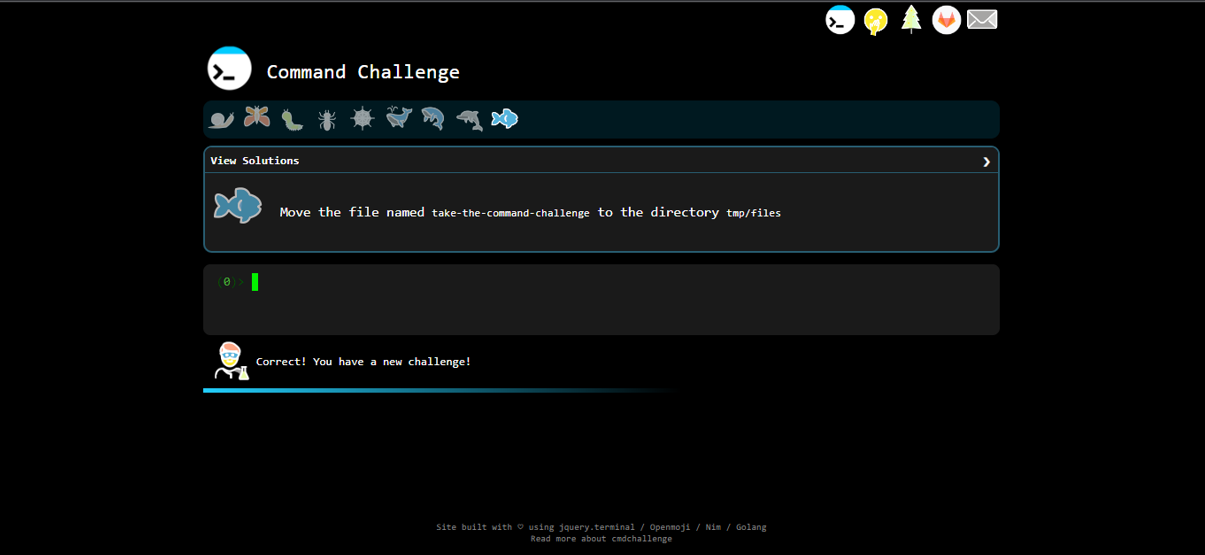 Command Challenge
View Solutions
Move the file named take-the-command-challenge to the directory tmp/files
(0)>
Correct! You have a new challenge!
Site built with ♡ using jquery.terminal / Openmoji / Nim / Golang
Read more about cmdchallenge